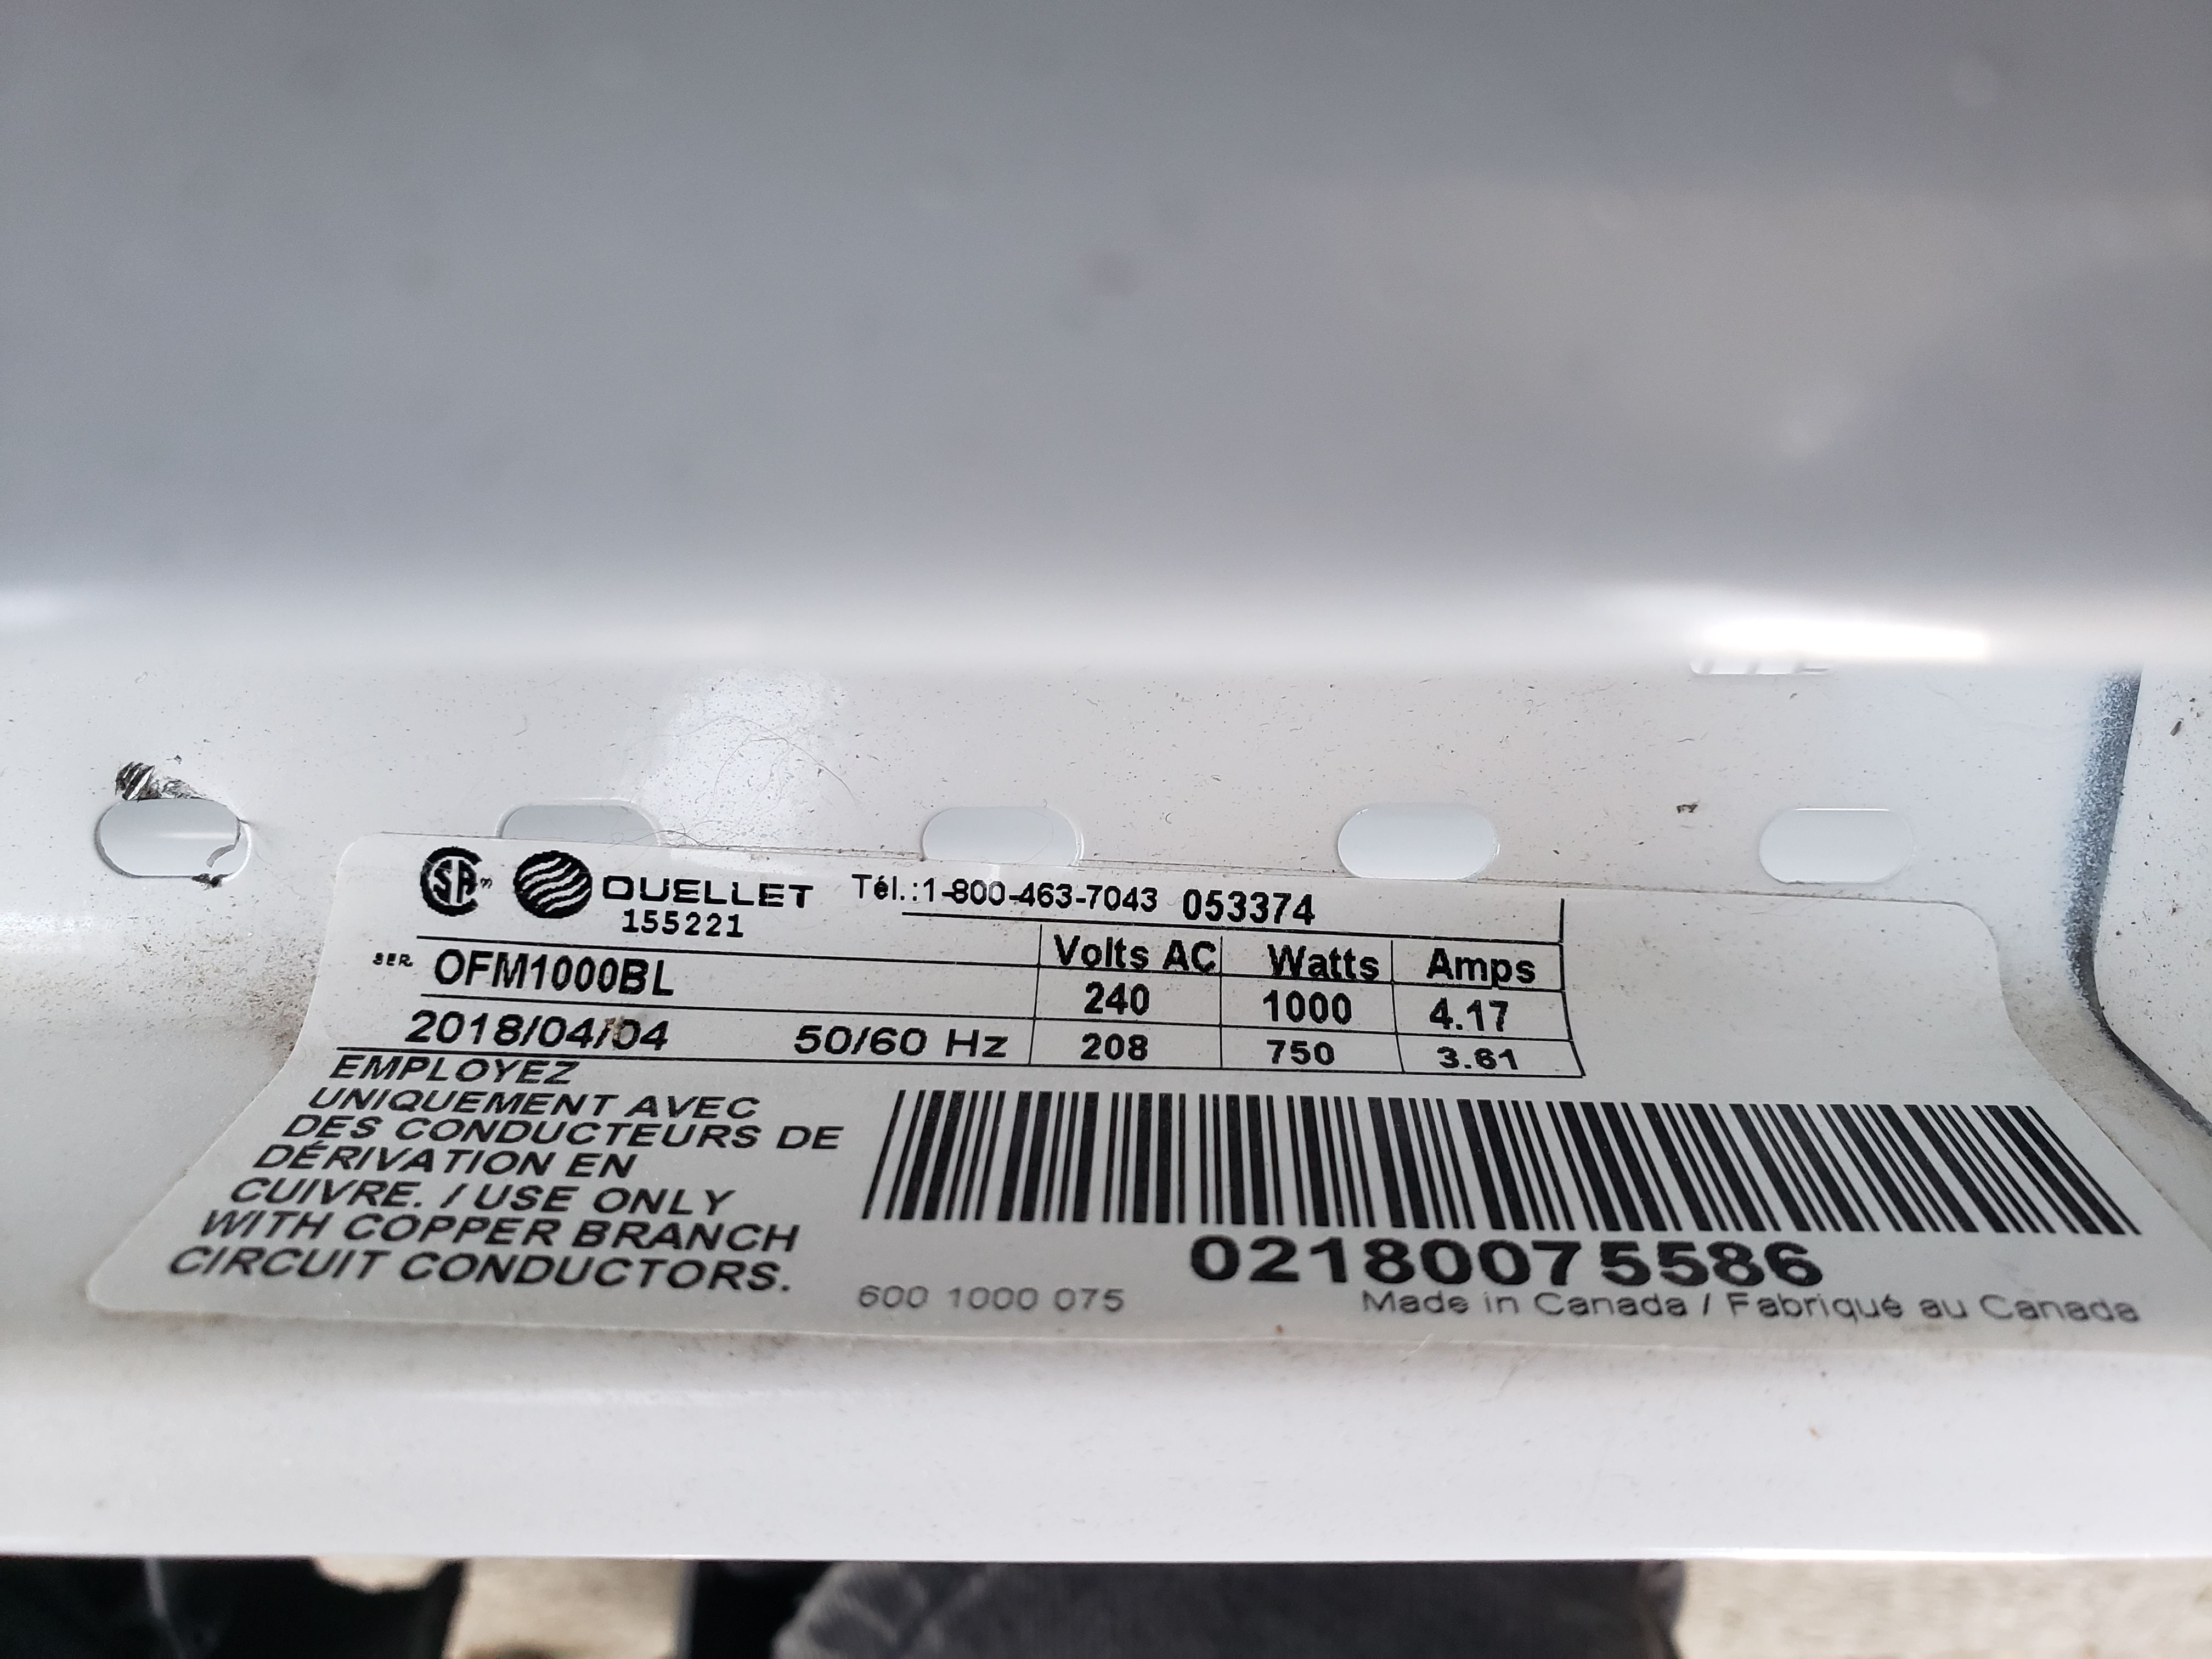 SA OUELLET Tél.:1-800-463-7043 053374
155221
SER. OFM1000BL
Volts AC Watts Amps
240 1000 4.17
2018/04/04 50/60 Hz 208 750 3.61
EMPLOYEZ
UNIQUEMENT AVEC
DES CONDUCTEURS DE
DÉRIVATION EN
CUIVRE. / USE ONLY
WITH COPPER BRANCH
CIRCUIT CONDUCTORS.
02180075586
600 1000 075
Made in Canada / Fabriqué au Canada